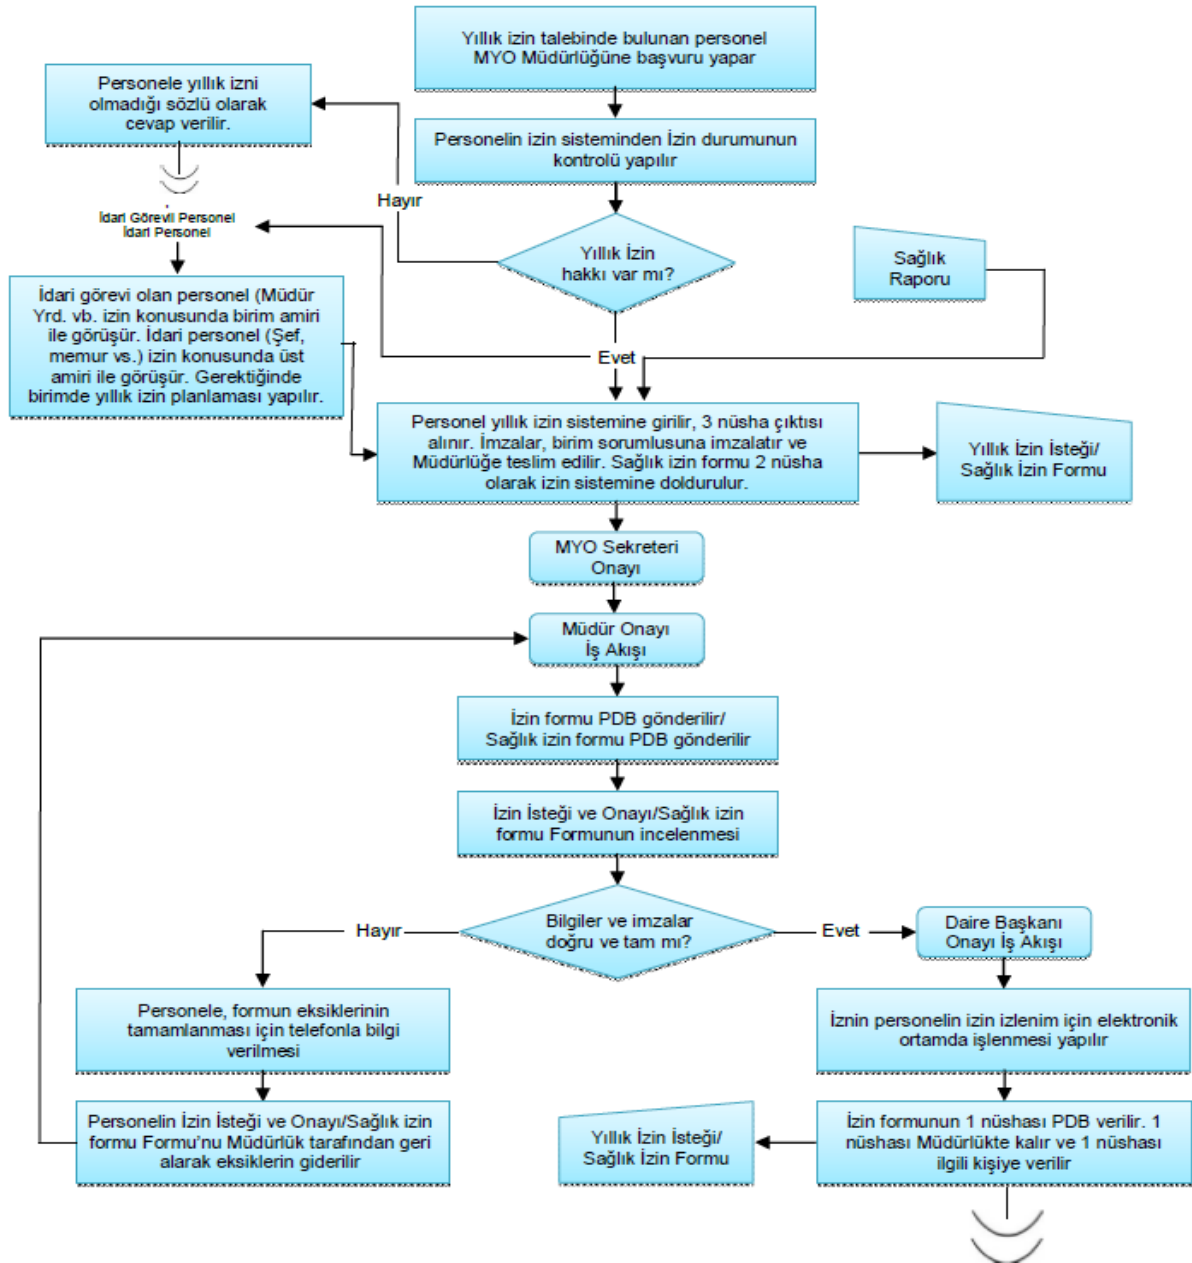 Yıllık izin talebinde bulunan personel
MYO Müdürlüğüne başvuru yapar
Personele yıllık izni
olmadığı sözlü olarak
cevap verilir.
Personelin izin sisteminden İzin durumunun
kontrolü yapılır
Hayır
İdari Görevli Personel
İdari Personel
Yıllık İzin
hakkı var mı?
Sağlık
Raporu
İdari görevi olan personel (Müdür
Yrd. vb. izin konusunda birim amiri
ile görüşür. İdari personel (Şef,
memur vs.) izin konusunda üst
amiri ile görüşür. Gerektiğinde
birimde yıllık izin planlaması yapılır.
Evet
Personel yıllık izin sistemine girilir, 3 nüsha çıktısı
alınır. İmzalar, birim sorumlusuna imzalatır ve
Müdürlüğe teslim edilir. Sağlık izin formu 2 nüsha
olarak izin sistemine doldurulur.
Yıllık İzin İsteği/
Sağlık İzin Formu
MYO Sekreteri
Onayı
Müdür Onayı
İş Akışı
İzin formu PDB gönderilir/
Sağlık izin formu PDB gönderilir
İzin İsteği ve Onayı/Sağlık izin
formu Formunun incelenmesi
Bilgiler ve imzalar
doğru ve tam mı?
Hayır
Evet
Daire Başkanı
Onayı İş Akışı
Personele, formun eksiklerinin
tamamlanması için telefonla bilgi
verilmesi
İznin personelin izin izlenim için elektronik
ortamda işlenmesi yapılır
Personelin İzin İsteği ve Onayı/Sağlık izin
formu Formu'nu Müdürlük tarafından geri
alarak eksiklerin giderilir
Yıllık İzin İsteği/
Sağlık İzin Formu
İzin formunun 1 nüshası PDB verilir. 1
nüshası Müdürlükte kalır ve 1 nüshası
ilgili kişiye verilir